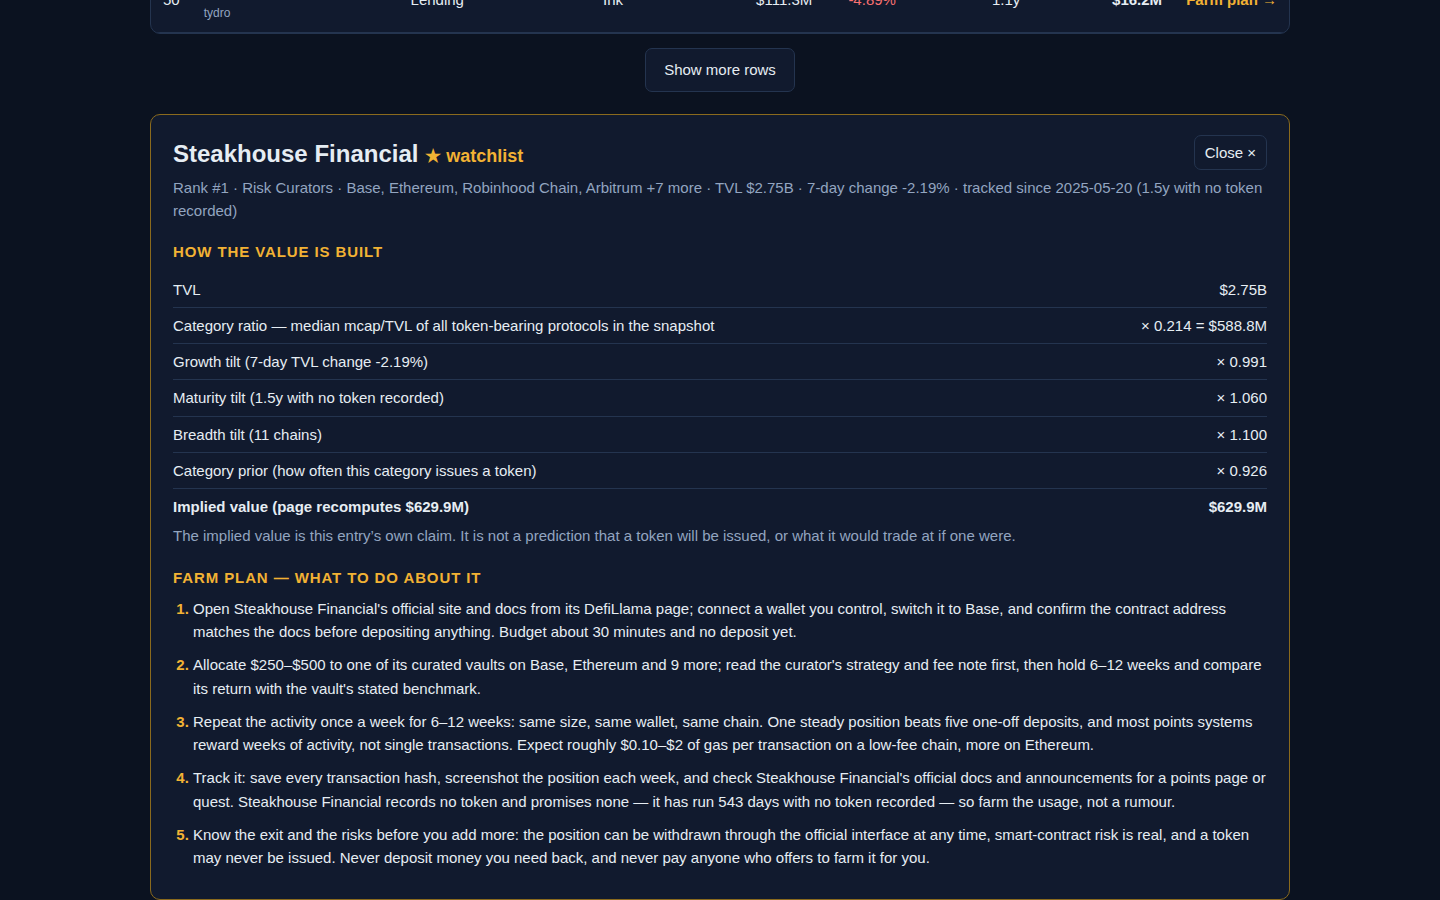 50 Lending Ink $111.3M -4.89% 1.1y $16.2M Farm plan →
tydro
Show more rows
Steakhouse Financial ★ watchlist
Close ×
Rank #1 · Risk Curators · Base, Ethereum, Robinhood Chain, Arbitrum +7 more · TVL $2.75B · 7-day change -2.19% · tracked since 2025-05-20 (1.5y with no token
recorded)
HOW THE VALUE IS BUILT
TVL $2.75B
Category ratio — median mcap/TVL of all token-bearing protocols in the snapshot × 0.214 = $588.8M
Growth tilt (7-day TVL change -2.19%) × 0.991
Maturity tilt (1.5y with no token recorded) × 1.060
Breadth tilt (11 chains) × 1.100
Category prior (how often this category issues a token) × 0.926
Implied value (page recomputes $629.9M) $629.9M
The implied value is this entry's own claim. It is not a prediction that a token will be issued, or what it would trade at if one were.
FARM PLAN — WHAT TO DO ABOUT IT
1. Open Steakhouse Financial's official site and docs from its DefiLlama page; connect a wallet you control, switch it to Base, and confirm the contract address
matches the docs before depositing anything. Budget about 30 minutes and no deposit yet.
2. Allocate $250–$500 to one of its curated vaults on Base, Ethereum and 9 more; read the curator's strategy and fee note first, then hold 6–12 weeks and compare
its return with the vault's stated benchmark.
3. Repeat the activity once a week for 6–12 weeks: same size, same wallet, same chain. One steady position beats five one-off deposits, and most points systems
reward weeks of activity, not single transactions. Expect roughly $0.10–$2 of gas per transaction on a low-fee chain, more on Ethereum.
4. Track it: save every transaction hash, screenshot the position each week, and check Steakhouse Financial's official docs and announcements for a points page or
quest. Steakhouse Financial records no token and promises none — it has run 543 days with no token recorded — so farm the usage, not a rumour.
5. Know the exit and the risks before you add more: the position can be withdrawn through the official interface at any time, smart-contract risk is real, and a token
may never be issued. Never deposit money you need back, and never pay anyone who offers to farm it for you.